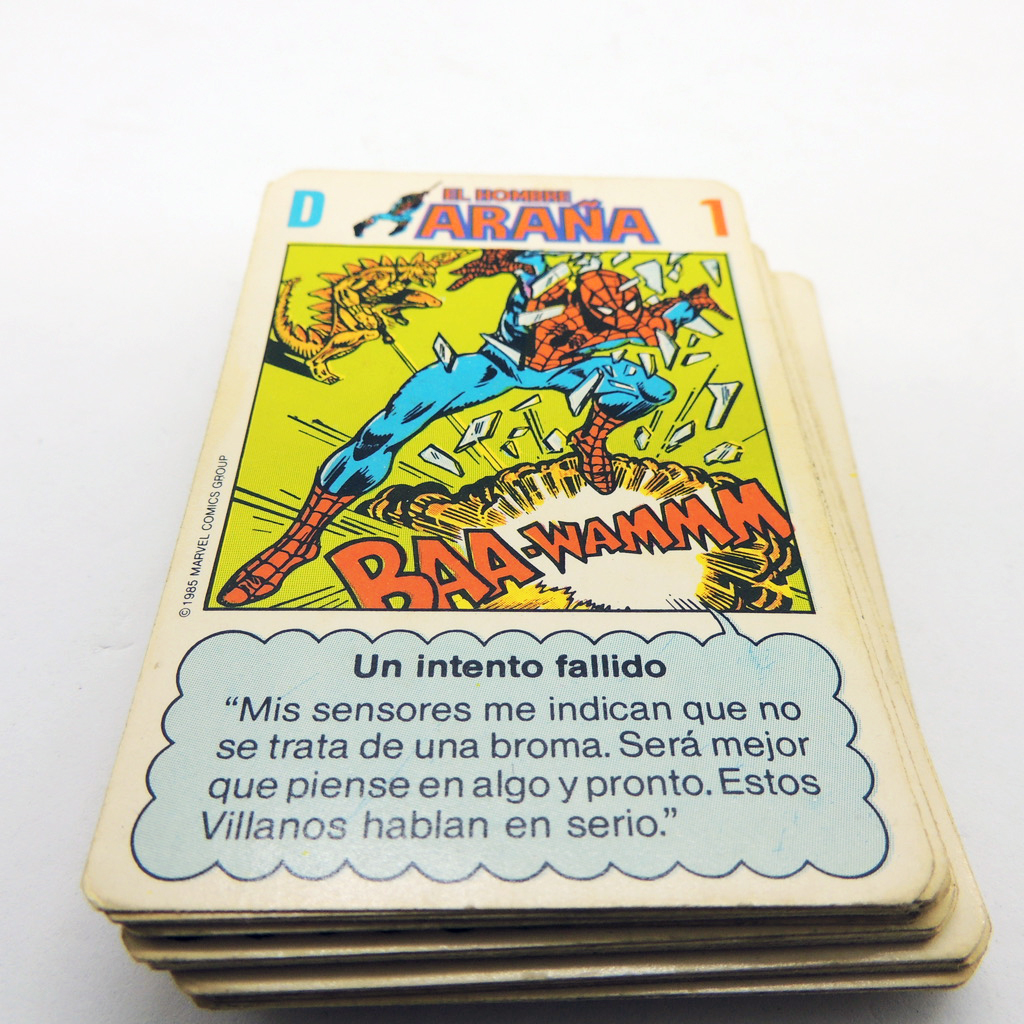 D
EL HOMBRE
ARAÑA
1
BAA-WAMMM
© 1985 MARVEL COMICS GROUP
Un intento fallido
“Mis sensores me indican que no
se trata de una broma. Será mejor
que piense en algo y pronto. Estos
Villanos hablan en serio.”